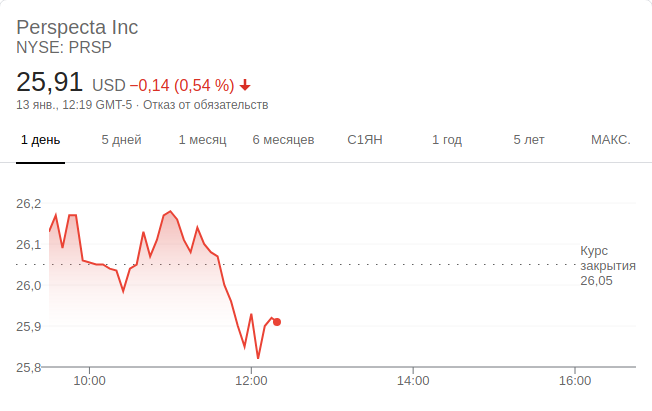 Perspecta Inc
NYSE: PRSP
25,91 USD −0,14 (0,54 %)
13 янв., 12:19 GMT-5 · Отказ от обязательств
1 день 5 дней 1 месяц 6 месяцев С1ЯН 1 год 5 лет МАКС.
26,2
26,1
26,0
25,9
25,8
Курс
закрытия
26,05
10:00 12:00 14:00 16:00